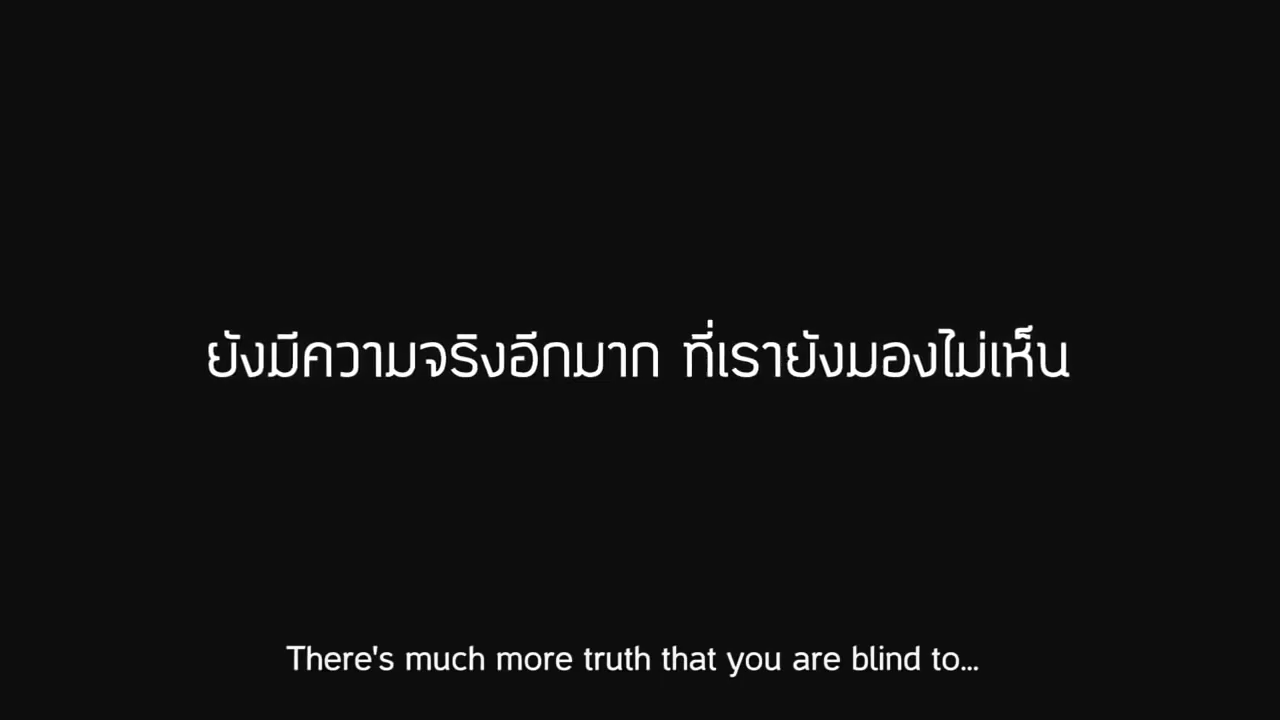 ยังมีความจริงอีกมาก ที่เรายังมองไม่เห็น
There's much more truth that you are blind to...